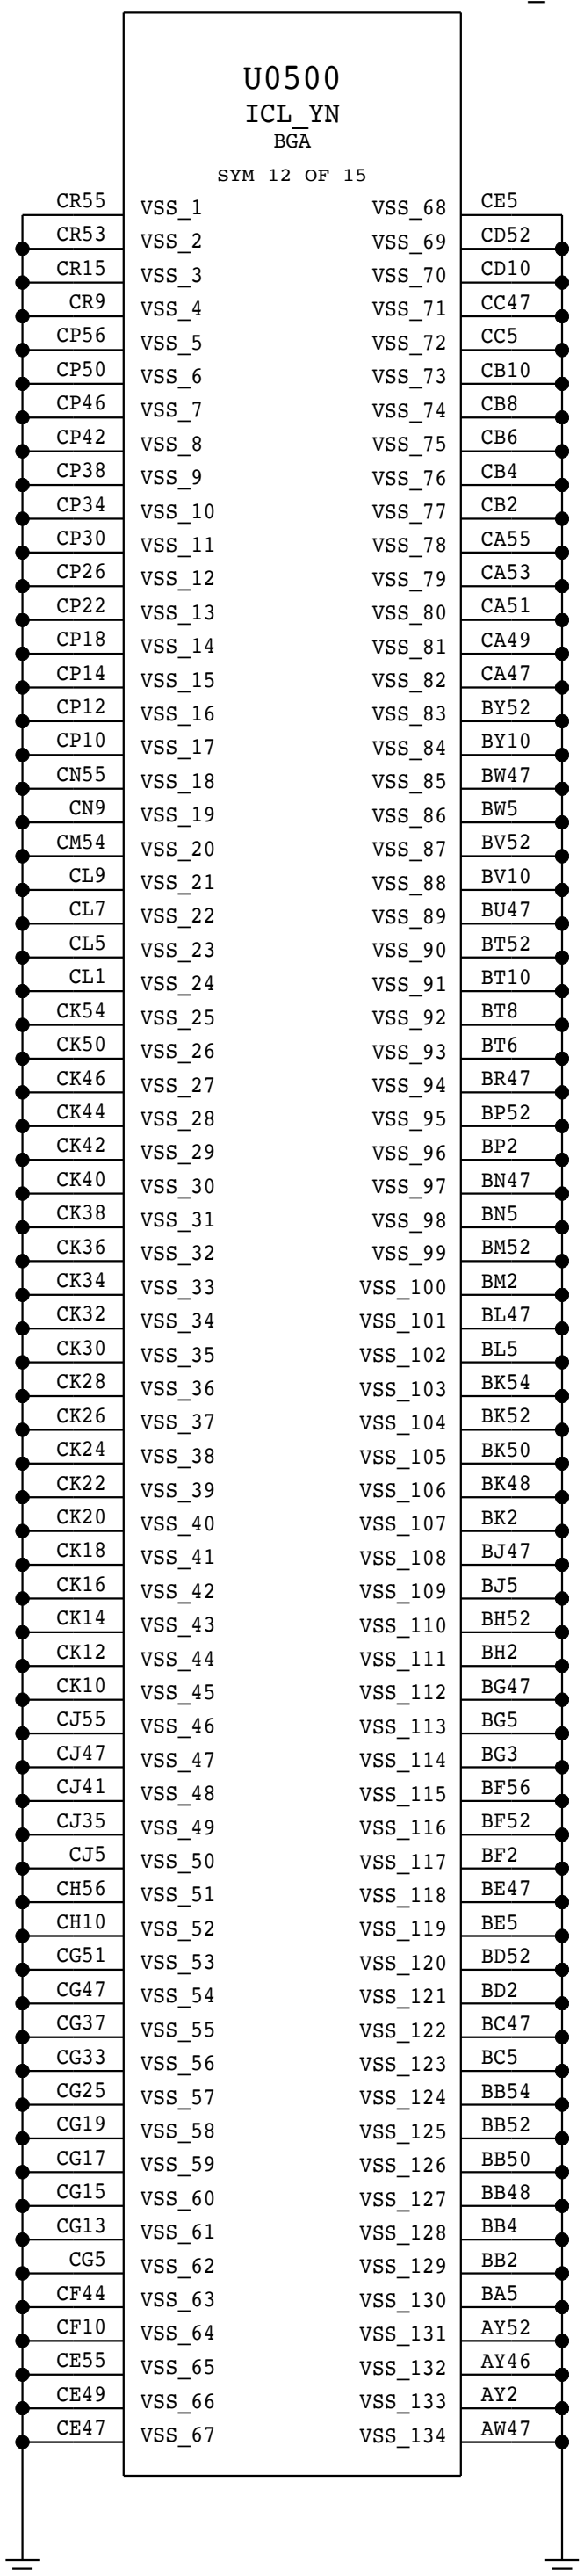 U0500
ICL_YN
BGA
SYM 12 OF 15
CR55 VSS_1 VSS_68 CE5
CR53 VSS_2 VSS_69 CD52
CR15 VSS_3 VSS_70 CD10
CR9 VSS_4 VSS_71 CC47
CP56 VSS_5 VSS_72 CC5
CP50 VSS_6 VSS_73 CB10
CP46 VSS_7 VSS_74 CB8
CP42 VSS_8 VSS_75 CB6
CP38 VSS_9 VSS_76 CB4
CP34 VSS_10 VSS_77 CB2
CP30 VSS_11 VSS_78 CA55
CP26 VSS_12 VSS_79 CA53
CP22 VSS_13 VSS_80 CA51
CP18 VSS_14 VSS_81 CA49
CP14 VSS_15 VSS_82 CA47
CP12 VSS_16 VSS_83 BY52
CP10 VSS_17 VSS_84 BY10
CN55 VSS_18 VSS_85 BW47
CN9 VSS_19 VSS_86 BW5
CM54 VSS_20 VSS_87 BV52
CL9 VSS_21 VSS_88 BV10
CL7 VSS_22 VSS_89 BU47
CL5 VSS_23 VSS_90 BT52
CL1 VSS_24 VSS_91 BT10
CK54 VSS_25 VSS_92 BT8
CK50 VSS_26 VSS_93 BT6
CK46 VSS_27 VSS_94 BR47
CK44 VSS_28 VSS_95 BP52
CK42 VSS_29 VSS_96 BP2
CK40 VSS_30 VSS_97 BN47
CK38 VSS_31 VSS_98 BN5
CK36 VSS_32 VSS_99 BM52
CK34 VSS_33 VSS_100 BM2
CK32 VSS_34 VSS_101 BL47
CK30 VSS_35 VSS_102 BL5
CK28 VSS_36 VSS_103 BK54
CK26 VSS_37 VSS_104 BK52
CK24 VSS_38 VSS_105 BK50
CK22 VSS_39 VSS_106 BK48
CK20 VSS_40 VSS_107 BK2
CK18 VSS_41 VSS_108 BJ47
CK16 VSS_42 VSS_109 BJ5
CK14 VSS_43 VSS_110 BH52
CK12 VSS_44 VSS_111 BH2
CK10 VSS_45 VSS_112 BG47
CJ55 VSS_46 VSS_113 BG5
CJ47 VSS_47 VSS_114 BG3
CJ41 VSS_48 VSS_115 BF56
CJ35 VSS_49 VSS_116 BF52
CJ5 VSS_50 VSS_117 BF2
CH56 VSS_51 VSS_118 BE47
CH10 VSS_52 VSS_119 BE5
CG51 VSS_53 VSS_120 BD52
CG47 VSS_54 VSS_121 BD2
CG37 VSS_55 VSS_122 BC47
CG33 VSS_56 VSS_123 BC5
CG25 VSS_57 VSS_124 BB54
CG19 VSS_58 VSS_125 BB52
CG17 VSS_59 VSS_126 BB50
CG15 VSS_60 VSS_127 BB48
CG13 VSS_61 VSS_128 BB4
CG5 VSS_62 VSS_129 BB2
CF44 VSS_63 VSS_130 BA5
CF10 VSS_64 VSS_131 AY52
CE55 VSS_65 VSS_132 AY46
CE49 VSS_66 VSS_133 AY2
CE47 VSS_67 VSS_134 AW47